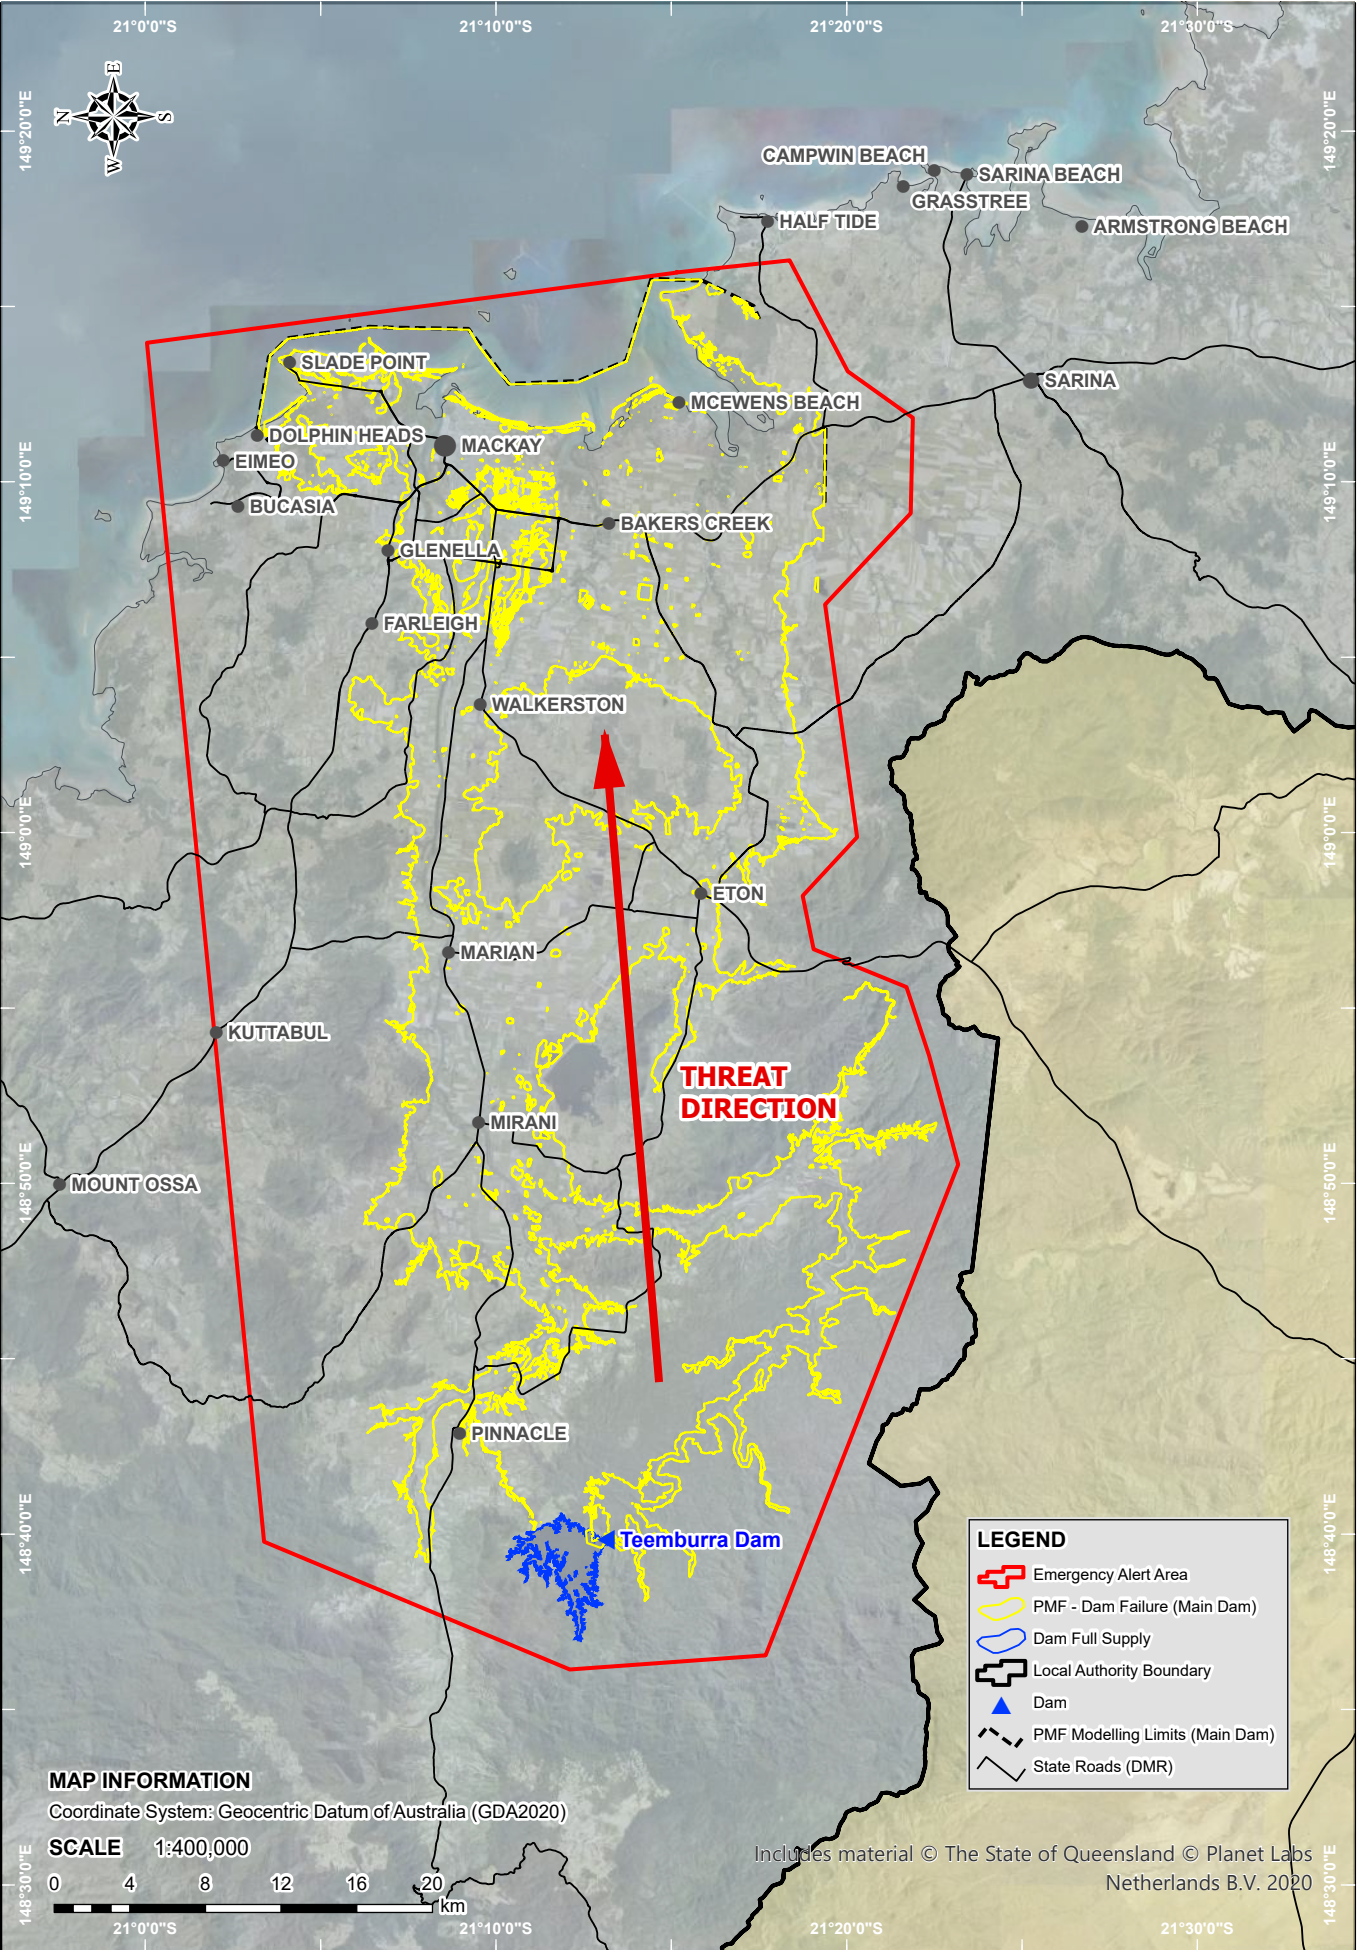 21°0'0"S
21°10'0"S
21°20'0"S
21°30'0"S
E
N
S
W
149°20'0"E
149°20'0"E
CAMPWIN BEACH
SARINA BEACH
GRASSTREE
HALF TIDE
ARMSTRONG BEACH
SLADE POINT
SARINA
MCEWENS BEACH
DOLPHIN HEADS
MACKAY
EIMEO
149°10'0"E
149°10'0"E
BUCASIA
BAKERS CREEK
GLENELLA
FARLEIGH
WALKERSTON
149°0'0"E
149°0'0"E
ETON
MARIAN
KUTTABUL
THREAT
DIRECTION
MIRANI
148°50'0"E
148°50'0"E
MOUNT OSSA
PINNACLE
148°40'0"E
148°40'0"E
Teemburra Dam
LEGEND
Emergency Alert Area
PMF - Dam Failure (Main Dam)
Dam Full Supply
Local Authority Boundary
Dam
PMF Modelling Limits (Main Dam)
State Roads (DMR)
MAP INFORMATION
Coordinate System: Geocentric Datum of Australia (GDA2020)
SCALE 1:400,000
0 4 8 12 16 20
km
Includes material © The State of Queensland © Planet Labs
Netherlands B.V. 2020
148°30'0"E
148°30'0"E
21°0'0"S
21°10'0"S
21°20'0"S
21°30'0"S